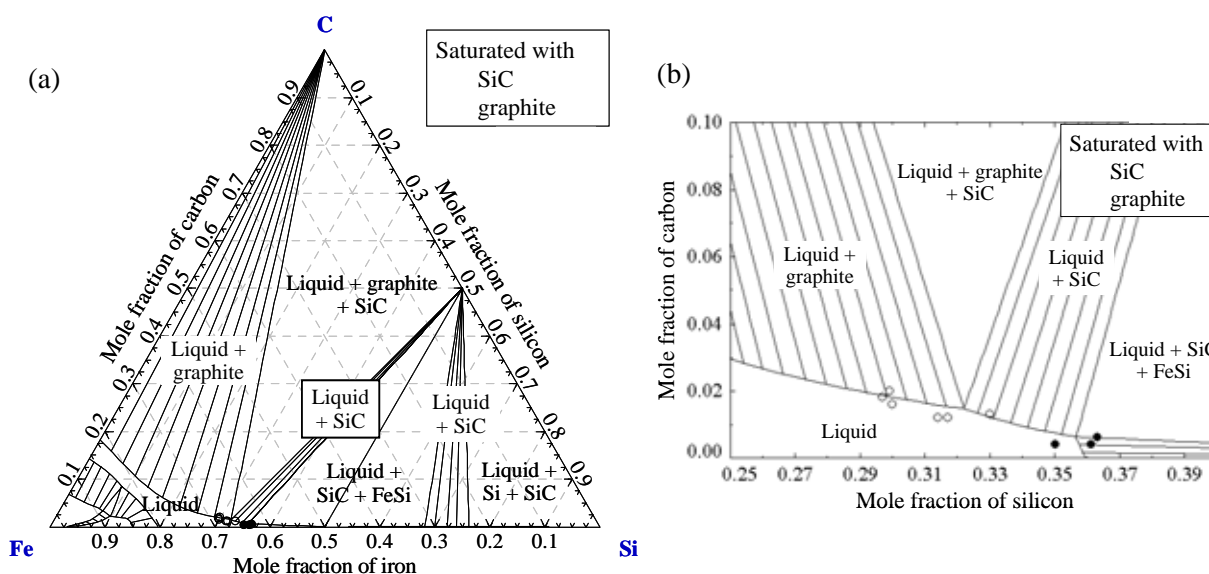 (a)
C
Saturated with
SiC
graphite
Mole fraction of carbon
0.9
0.8
0.7
0.6
0.5
0.4
0.3
0.2
0.1
Mole fraction of silicon
0.1
0.2
0.3
0.4
0.5
0.6
0.7
0.8
0.9
Liquid + graphite
+ SiC
Liquid +
graphite
Liquid
+ SiC
Liquid
+ SiC
Liquid +
SiC + FeSi
Liquid +
Si + SiC
Liquid
Fe
Si
0.9 0.8 0.7 0.6 0.5 0.4 0.3 0.2 0.1
Mole fraction of iron
(b)
Saturated with
SiC
graphite
Mole fraction of carbon
0.10
0.08
0.06
0.04
0.02
0.00
Liquid + graphite
+ SiC
Liquid +
graphite
Liquid
+ SiC
Liquid + SiC
+ FeSi
Liquid
0.25 0.27 0.29 0.31 0.33 0.35 0.37 0.39
Mole fraction of silicon